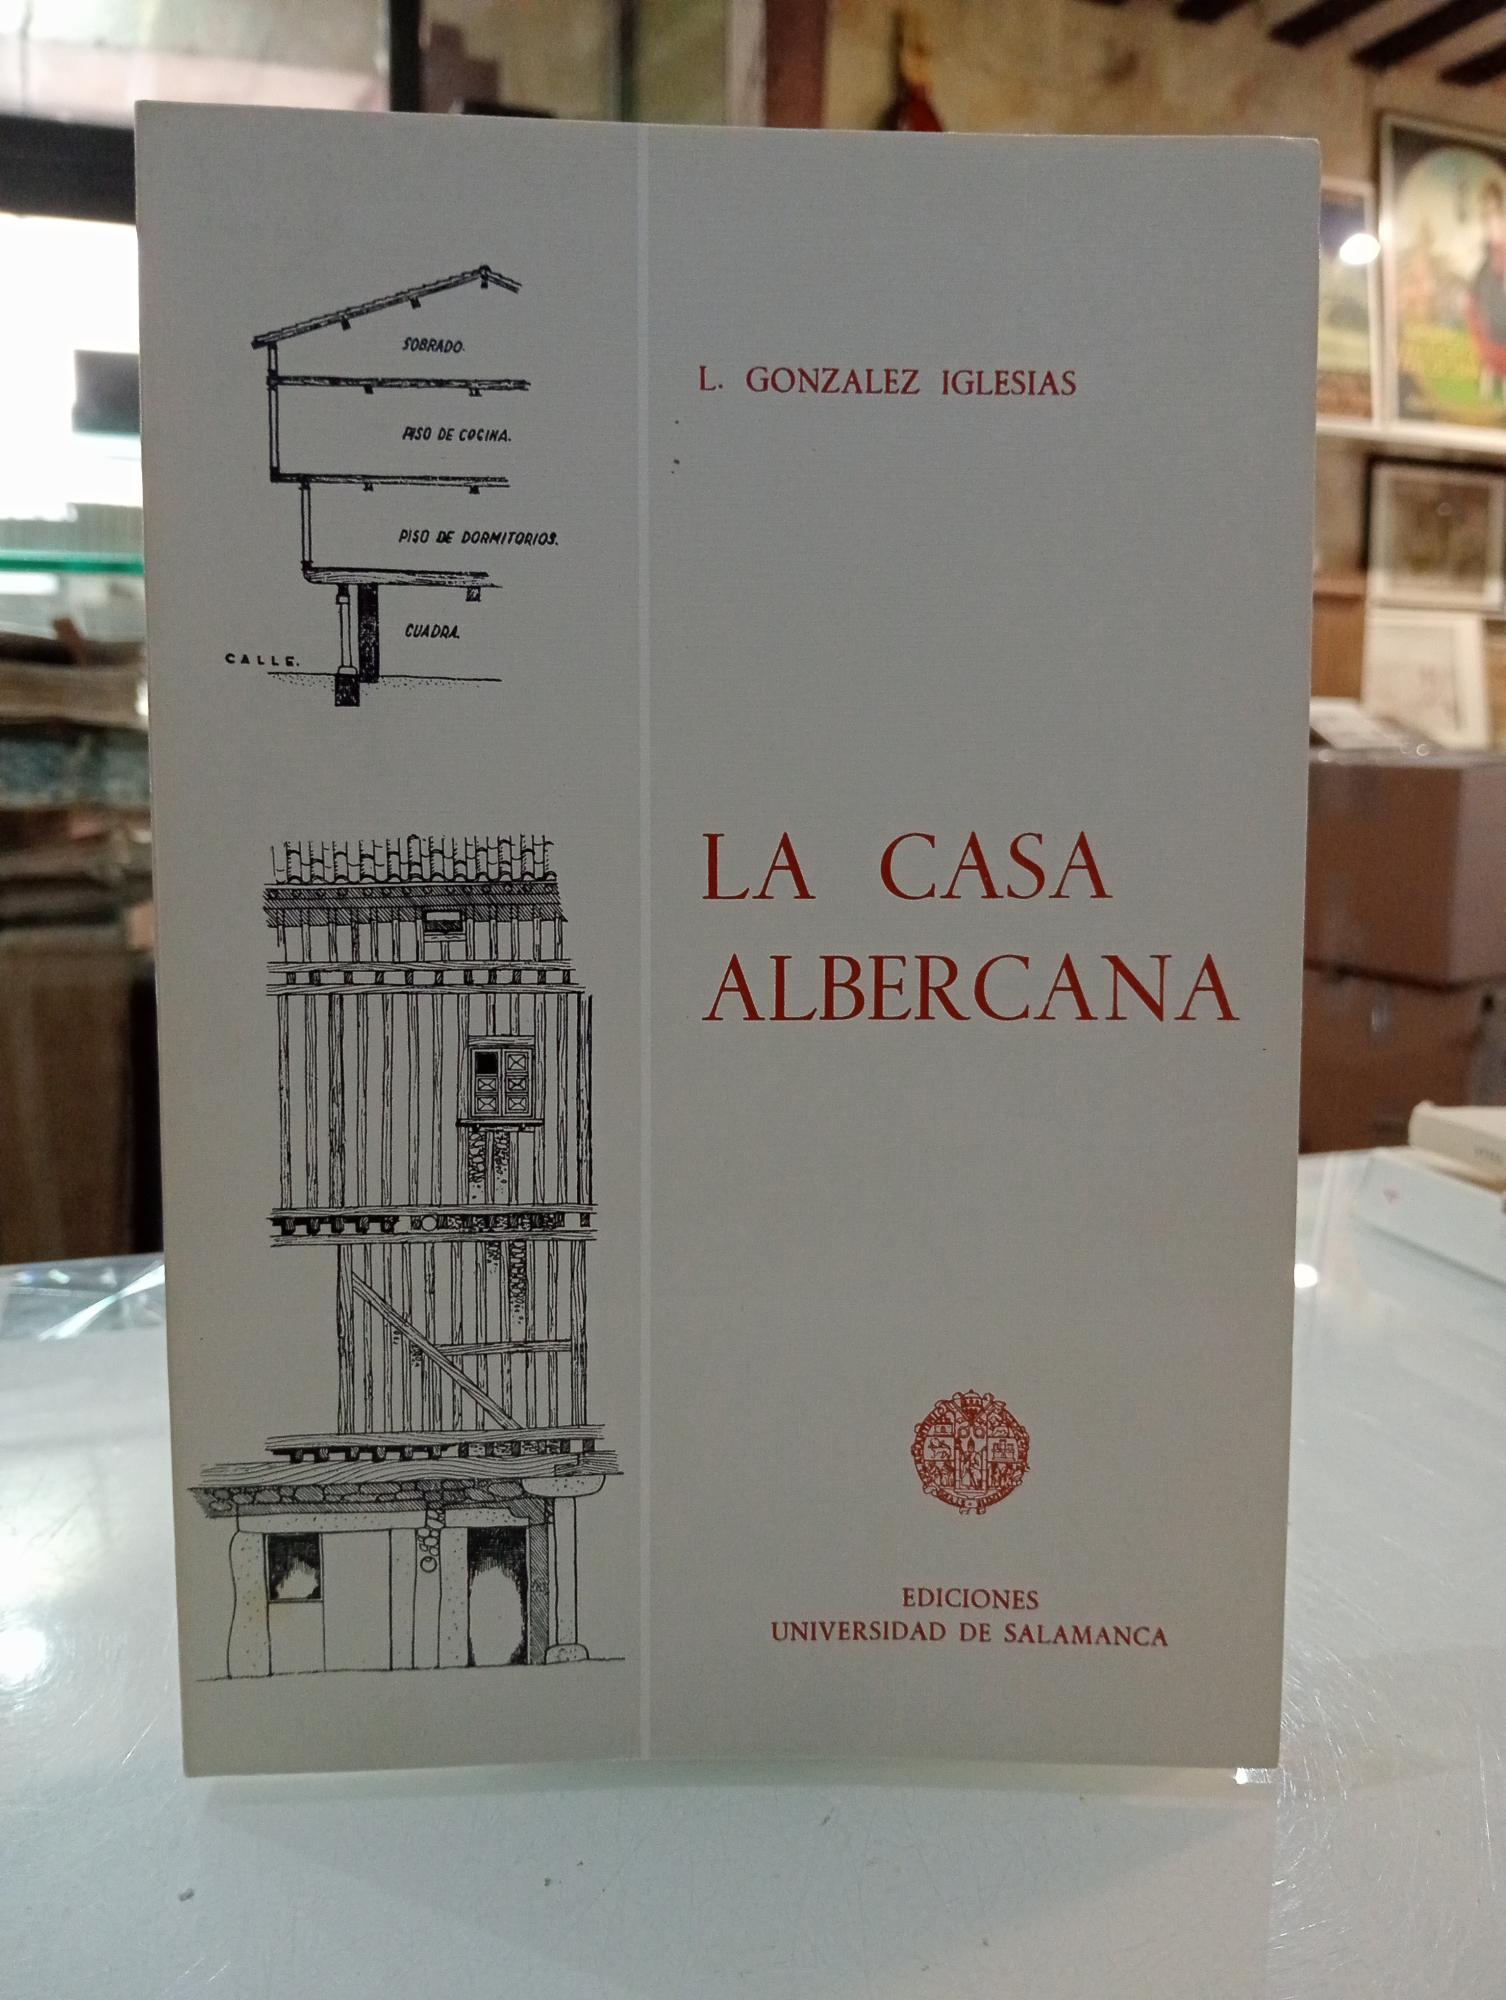 SOBRADO.
PISO DE COCINA.
PISO DE DORMITORIOS.
CUADRA.
CALLE.
L. GONZALEZ IGLESIAS
LA CASA
ALBERCANA
EDICIONES
UNIVERSIDAD DE SALAMANCA